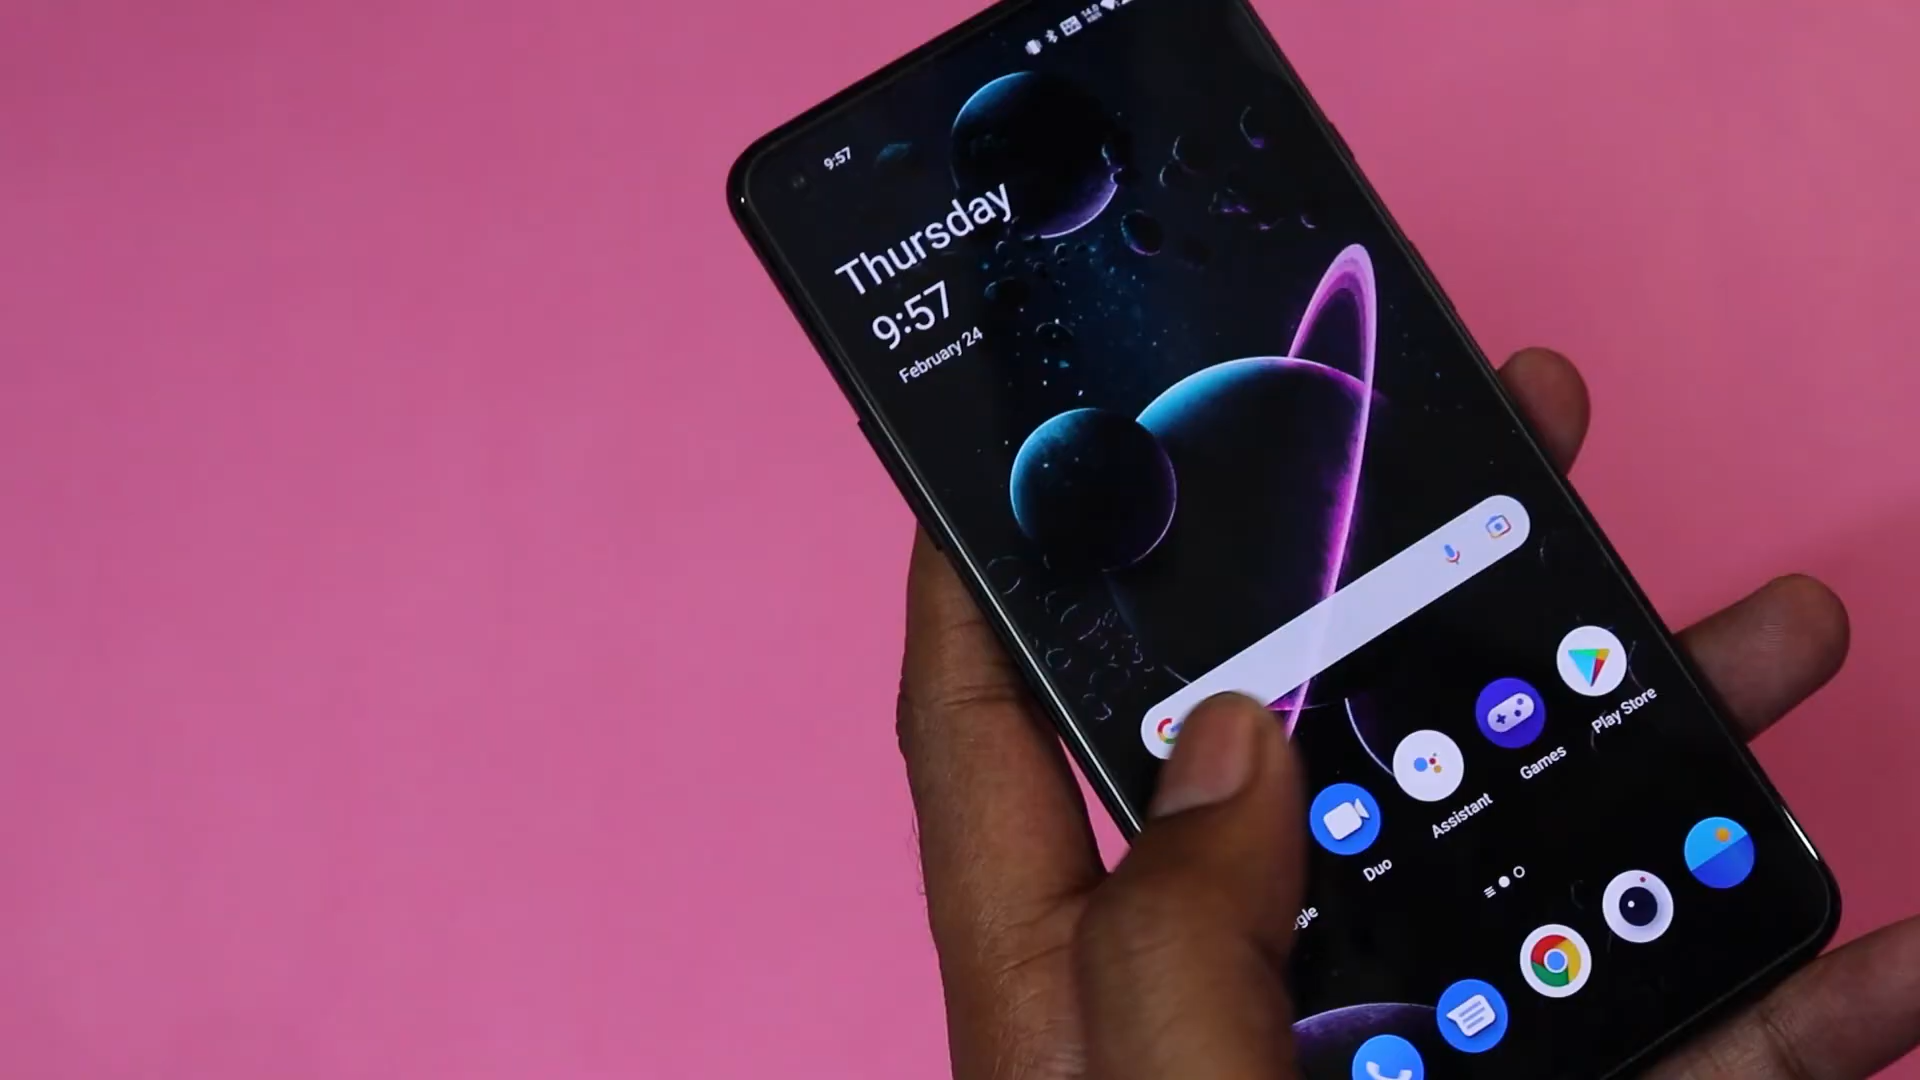 9:57
Thursday
9:57
February 24
Play Store
Games
Assistant
Duo